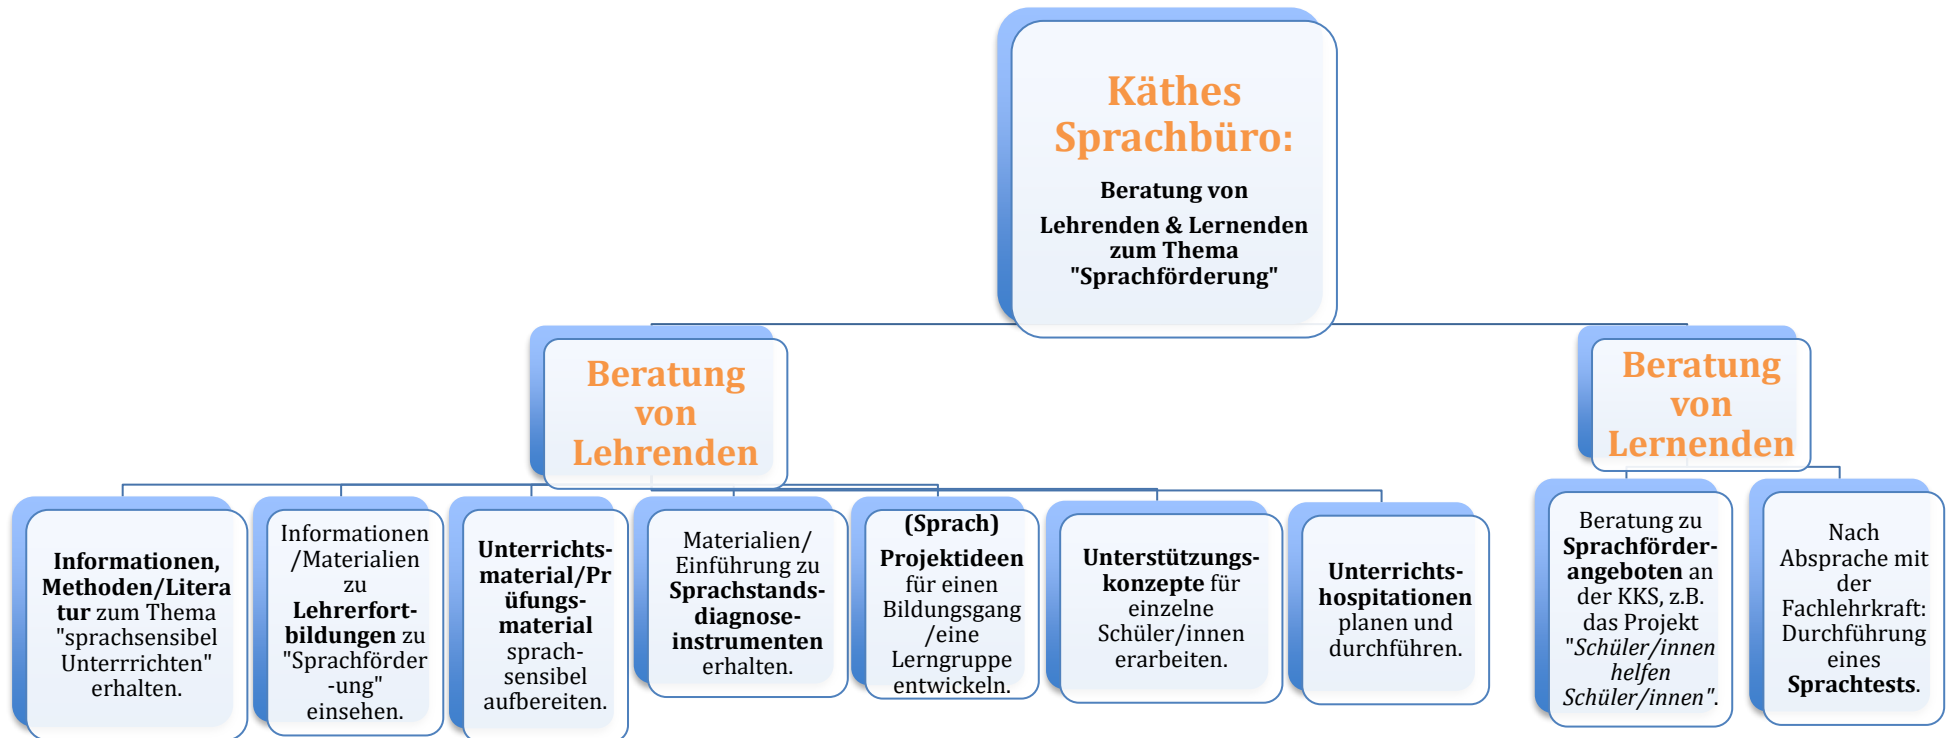 Käthes
Sprachbüro:
Beratung von
Lehrenden & Lernenden
zum Thema
"Sprachförderung"
Beratung
von
Lehrenden
Beratung
von
Lernenden
Informationen,
Methoden/Litera
tur zum Thema
"sprachsensibel
Unterrrichten"
erhalten.
Informationen
/Materialien
zu
Lehrerfort-
bildungen zu
"Sprachförder
-ung"
einsehen.
Unterrichts-
material/Pr
üfungs-
material
sprach-
sensibel
aufbereiten.
Materialien/
Einführung zu
Sprachstands-
diagnose-
instrumenten
erhalten.
(Sprach)
Projektideen
für einen
Bildungsgang
/eine
Lerngruppe
entwickeln.
Unterstützungs-
konzepte für
einzelne
Schüler/innen
erarbeiten.
Unterrichts-
hospitationen
planen und
durchführen.
Beratung zu
Sprachförder-
angeboten an
der KKS, z.B.
das Projekt
"Schüler/innen
helfen
Schüler/innen".
Nach
Absprache mit
der
Fachlehrkraft:
Durchführung
eines
Sprachtests.